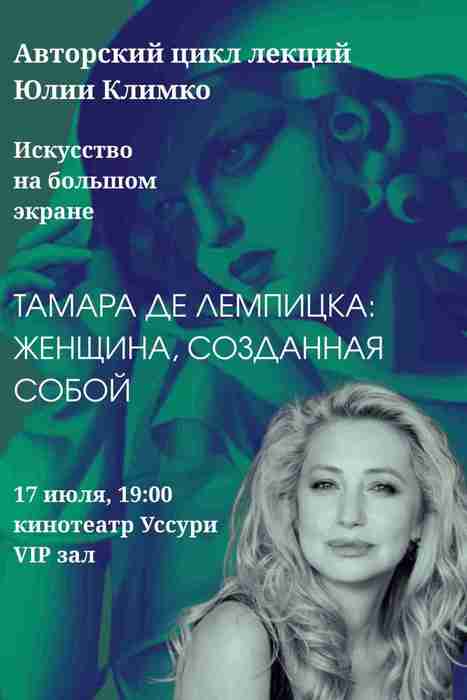 Авторский цикл лекций
Юлии Климко
Искусство
на большом
экране
ТАМАРА ДЕ ЛЕМПИЦКА:
ЖЕНЩИНА, СОЗДАННАЯ
СОБОЙ
17 июля, 19:00
кинотеатр Уссури
VIP зал